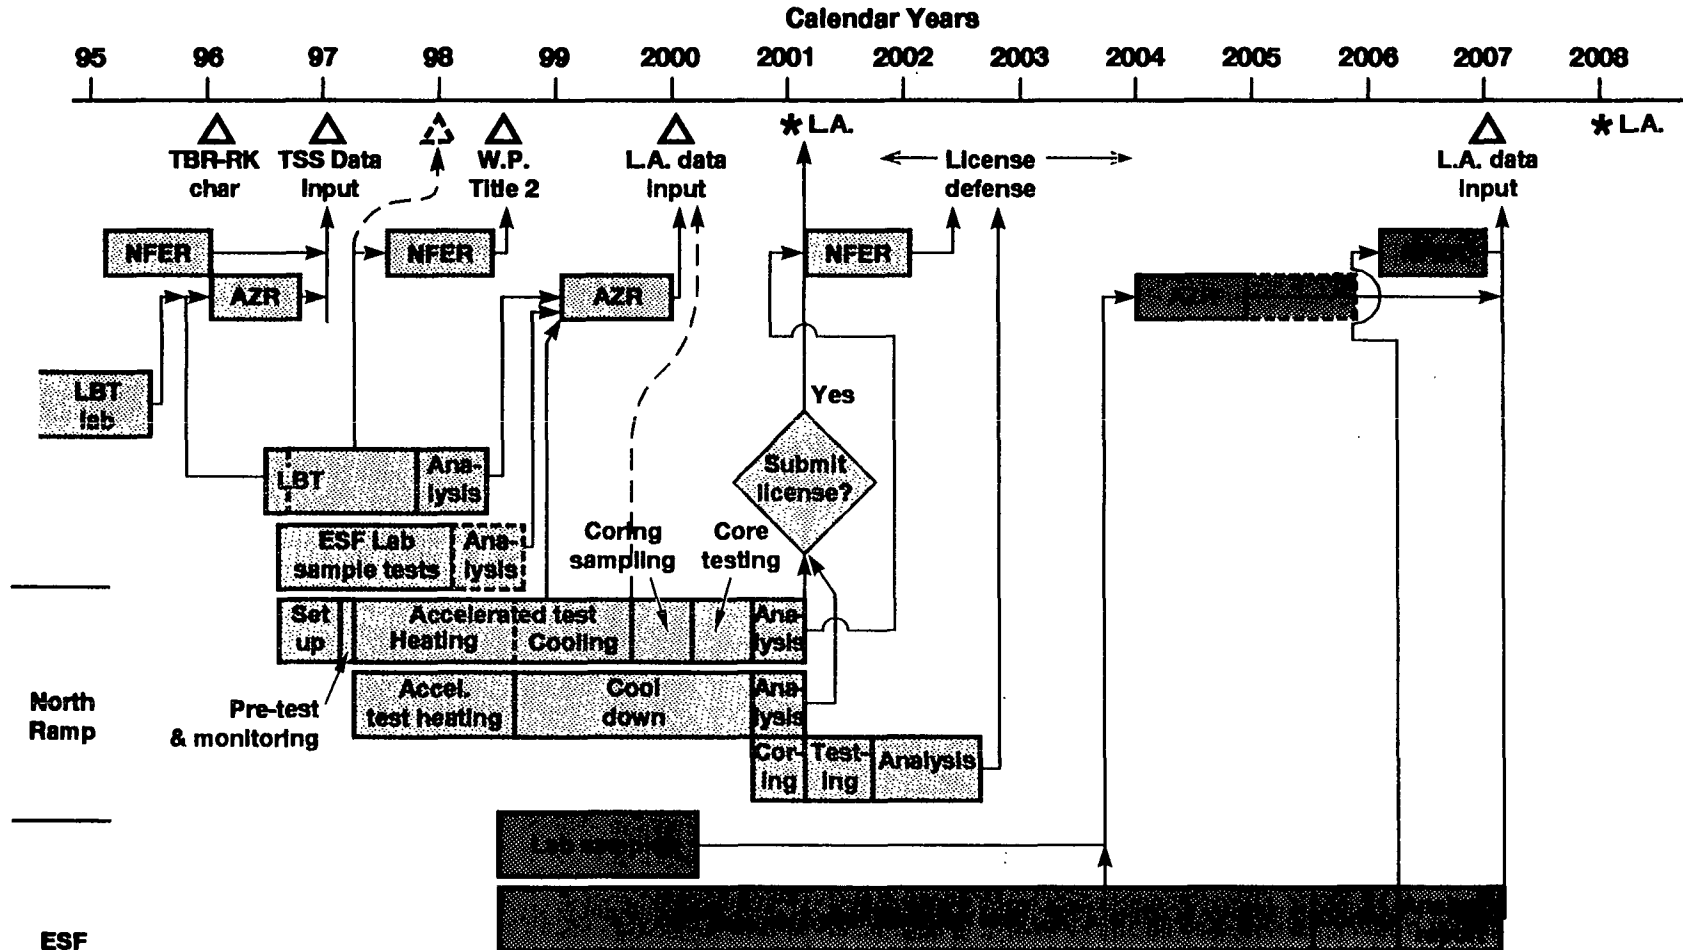 Calendar Years
95 96 97 98 99 2000 2001 2002 2003 2004 2005 2006 2007 2008
TBR-RK
char
TSS Data
Input
W.P.
Title 2
L.A. data
Input
* L.A.
License
defense
L.A. data
Input
* L.A.
NFER
NFER
NFER
AZR
AZR
AZR
LBT
lab
Yes
LBT
Ana-
lysis
Submit
license?
ESF Lab
sample tests
Ana-
lysis
Coring
sampling
Core
testing
Set
up
Accelerated test
Heating
Cooling
Ana-
lysis
North
Ramp
Pre-test
& monitoring
Accel.
test heating
Cool
down
Ana-
lysis
Cor-
ing
Test-
ing
Analysis
Lab
ESF